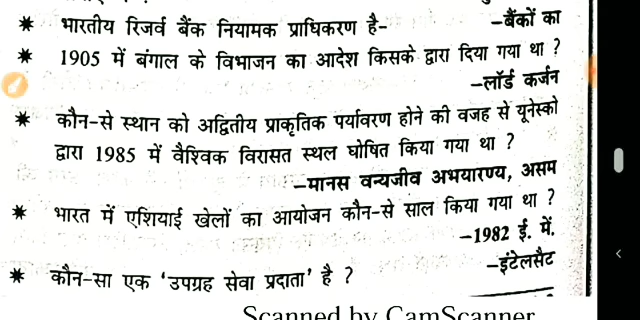 * भारतीय रिजर्व बैंक नियामक प्राधिकरण है- –बैंकों का
* 1905 में बंगाल के विभाजन का आदेश किसके द्वारा दिया गया था ?
–लॉर्ड कर्जन
* कौन-से स्थान को अद्वितीय प्राकृतिक पर्यावरण होने की वजह से यूनेस्को
द्वारा 1985 में वैश्विक विरासत स्थल घोषित किया गया था ?
–मानस वन्यजीव अभयारण्य, असम
* भारत में एशियाई खेलों का आयोजन कौन-से साल किया गया था ?
–1982 ई. में.
* कौन-सा एक ‘उपग्रह सेवा प्रदाता’ है ? –इंटेलसैट
Scanned by CamScanner